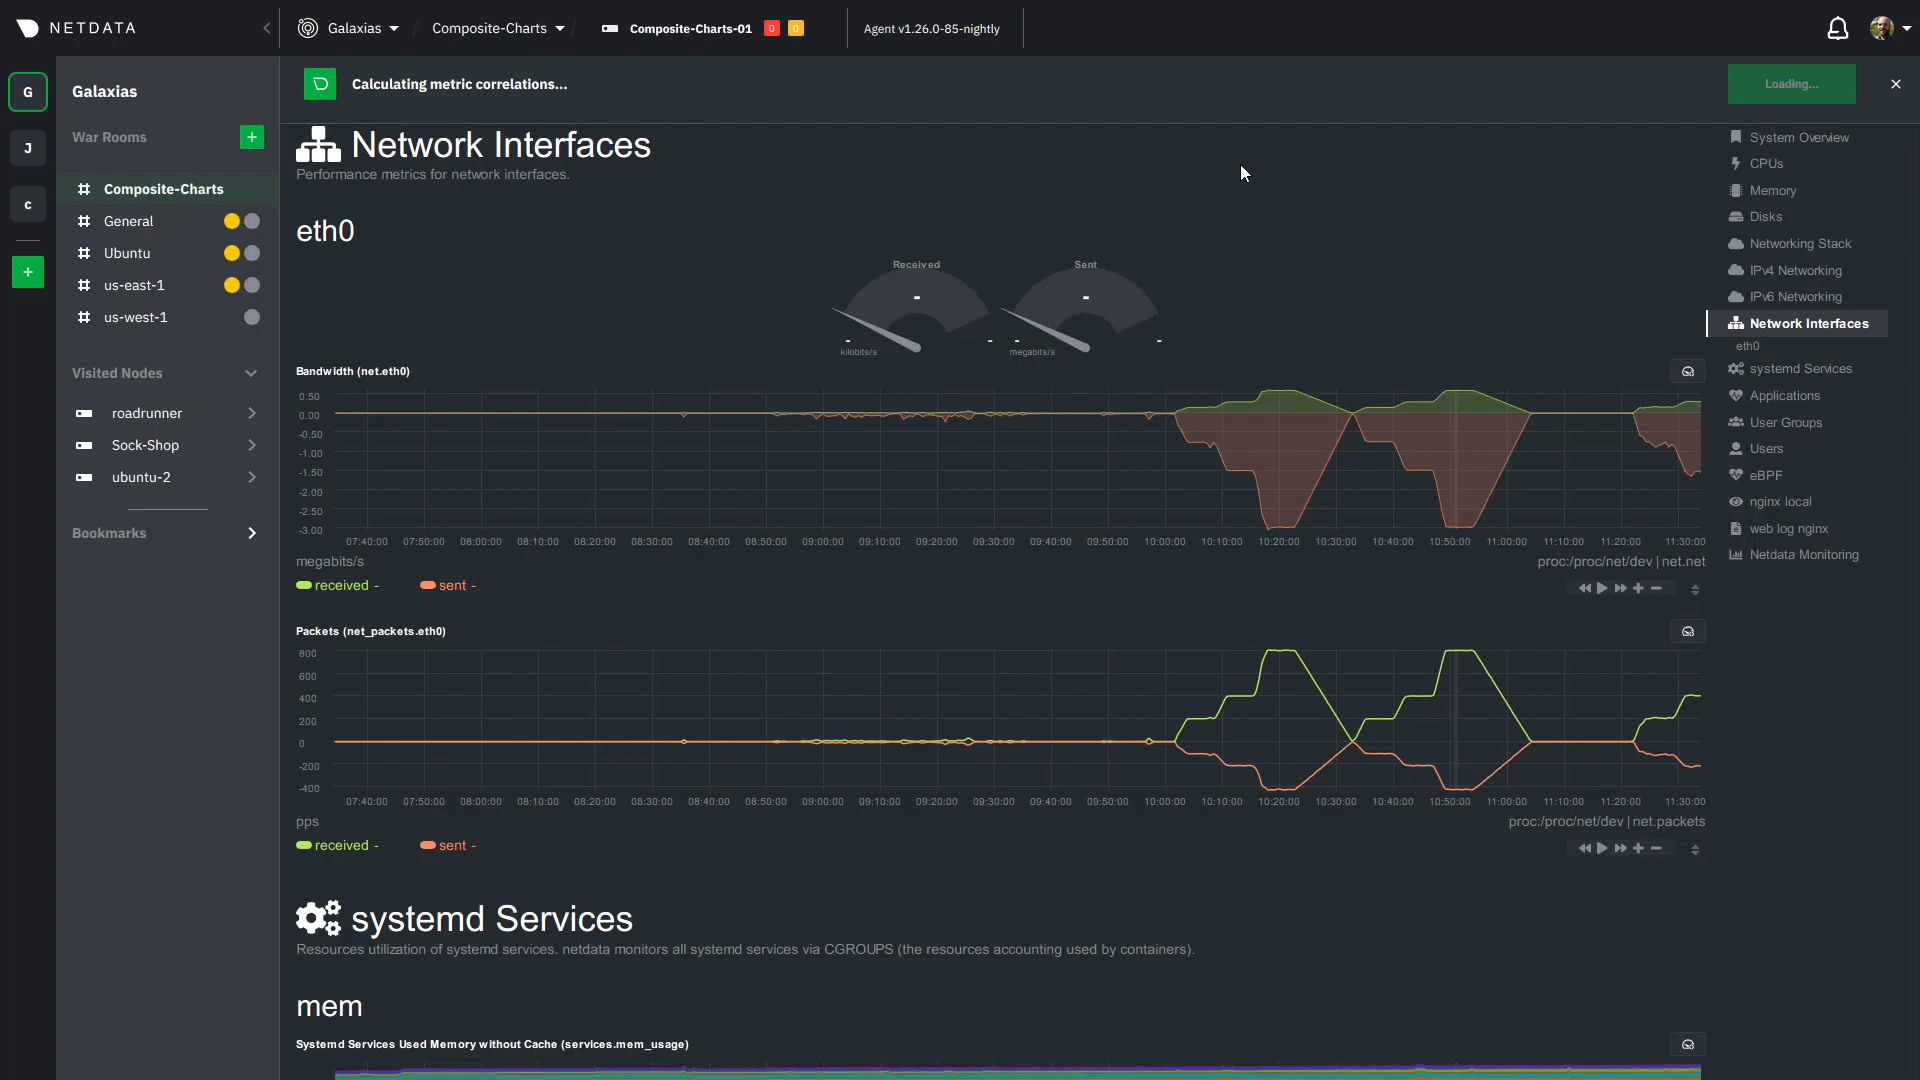 NETDATA
Galaxias
Composite-Charts
Composite-Charts-01
0
0
Agent v1.26.0-85-nightly
G
J
c
+
Galaxias
War Rooms
+
Composite-Charts
General
Ubuntu
us-east-1
us-west-1
Visited Nodes
roadrunner
Sock-Shop
ubuntu-2
Bookmarks
Calculating metric correlations...
Loading...
Network Interfaces
Performance metrics for network interfaces.
eth0
Received
-
-
-
kilobits/s
Sent
-
-
-
megabits/s
Bandwidth (net.eth0)
0.50
0.00
-0.50
-1.00
-1.50
-2.00
-2.50
-3.00
07:40:00 07:50:00 08:00:00 08:10:00 08:20:00 08:30:00 08:40:00 08:50:00 09:00:00 09:10:00 09:20:00 09:30:00 09:40:00 09:50:00 10:00:00 10:10:00 10:20:00 10:30:00 10:40:00 10:50:00 11:00:00 11:10:00 11:20:00 11:30:00
megabits/s
proc:/proc/net/dev | net.net
received -
sent -
Packets (net_packets.eth0)
800
600
400
200
0
-200
-400
07:40:00 07:50:00 08:00:00 08:10:00 08:20:00 08:30:00 08:40:00 08:50:00 09:00:00 09:10:00 09:20:00 09:30:00 09:40:00 09:50:00 10:00:00 10:10:00 10:20:00 10:30:00 10:40:00 10:50:00 11:00:00 11:10:00 11:20:00 11:30:00
pps
proc:/proc/net/dev | net.packets
received -
sent -
systemd Services
Resources utilization of systemd services. netdata monitors all systemd services via CGROUPS (the resources accounting used by containers).
mem
Systemd Services Used Memory without Cache (services.mem_usage)
System Overview
CPUs
Memory
Disks
Networking Stack
IPv4 Networking
IPv6 Networking
Network Interfaces
eth0
systemd Services
Applications
User Groups
Users
eBPF
nginx local
web log nginx
Netdata Monitoring